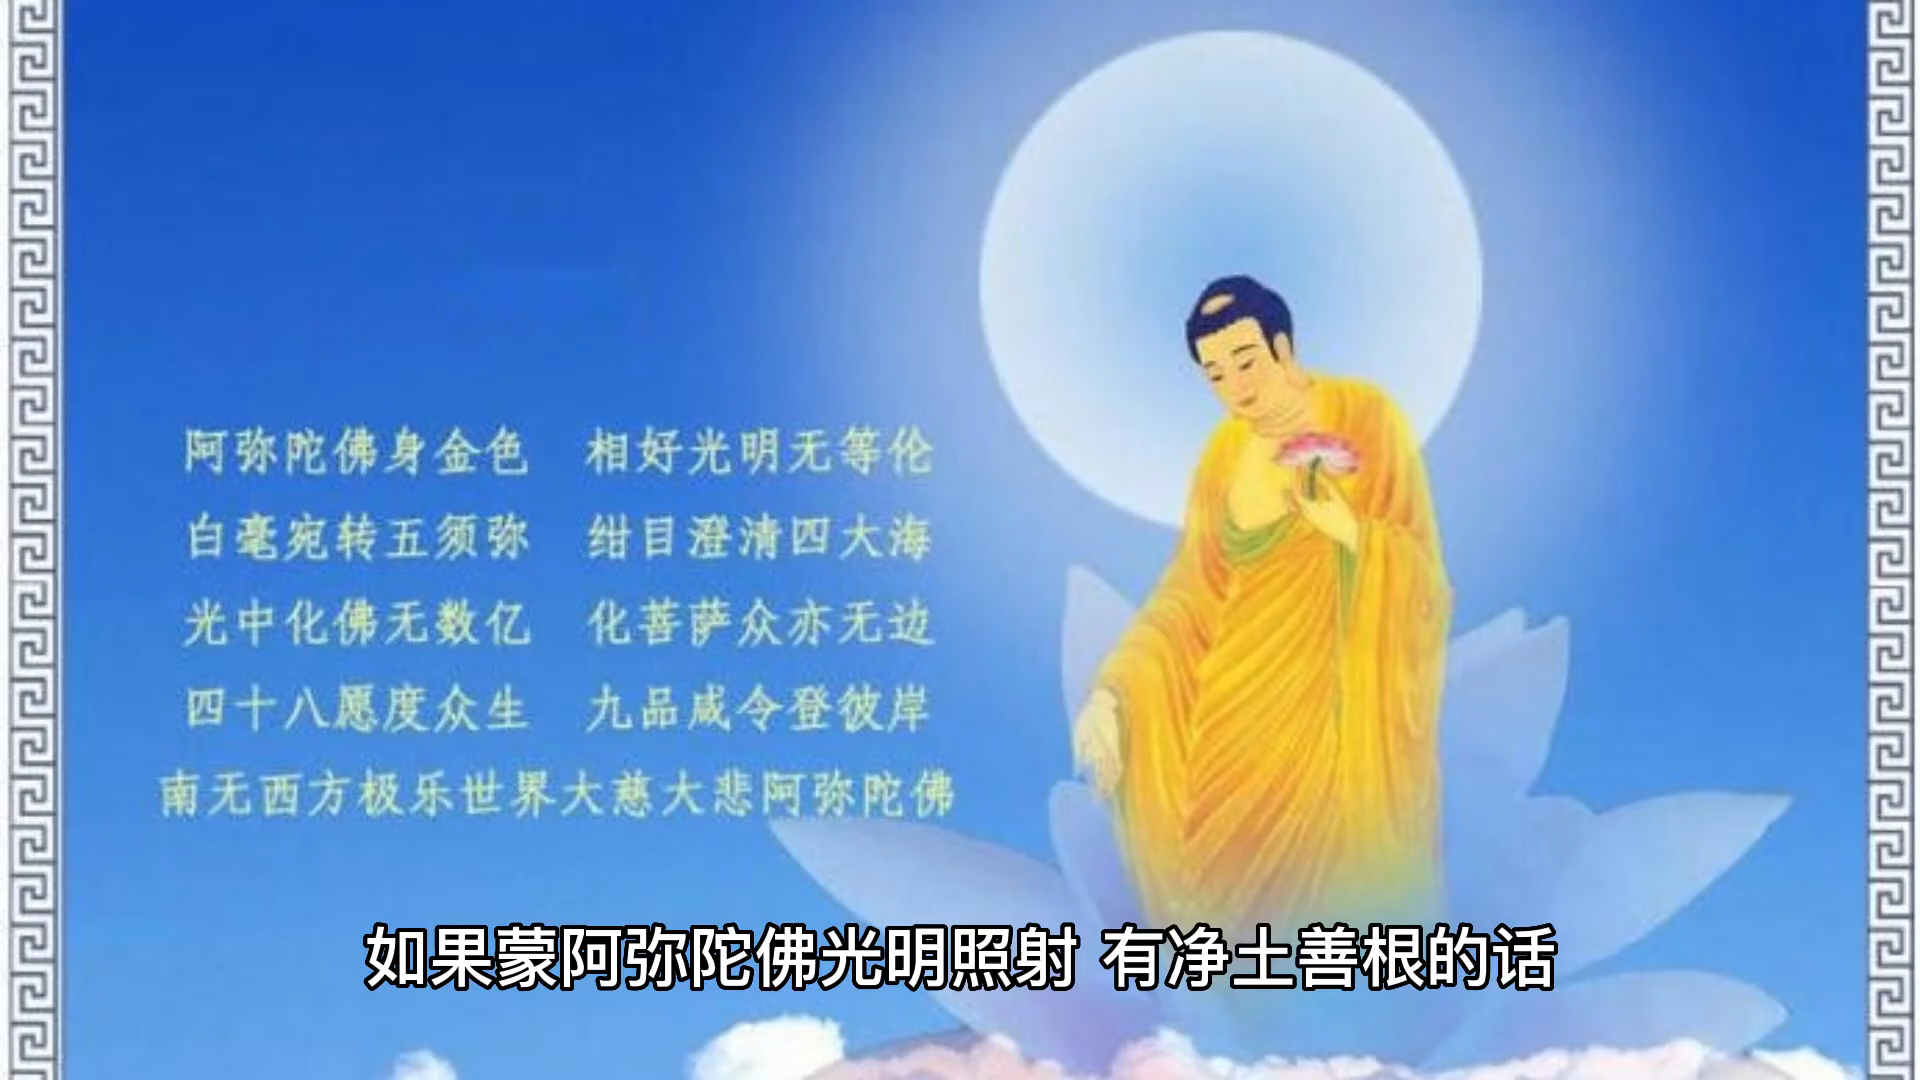 阿弥陀佛身金色 相好光明无等伦
白毫宛转五须弥 绀目澄清四大海
光中化佛无数亿 化菩萨众亦无边
四十八愿度众生 九品咸令登彼岸
南无西方极乐世界大慈大悲阿弥陀佛
如果蒙阿弥陀佛光明照射 有净土善根的话